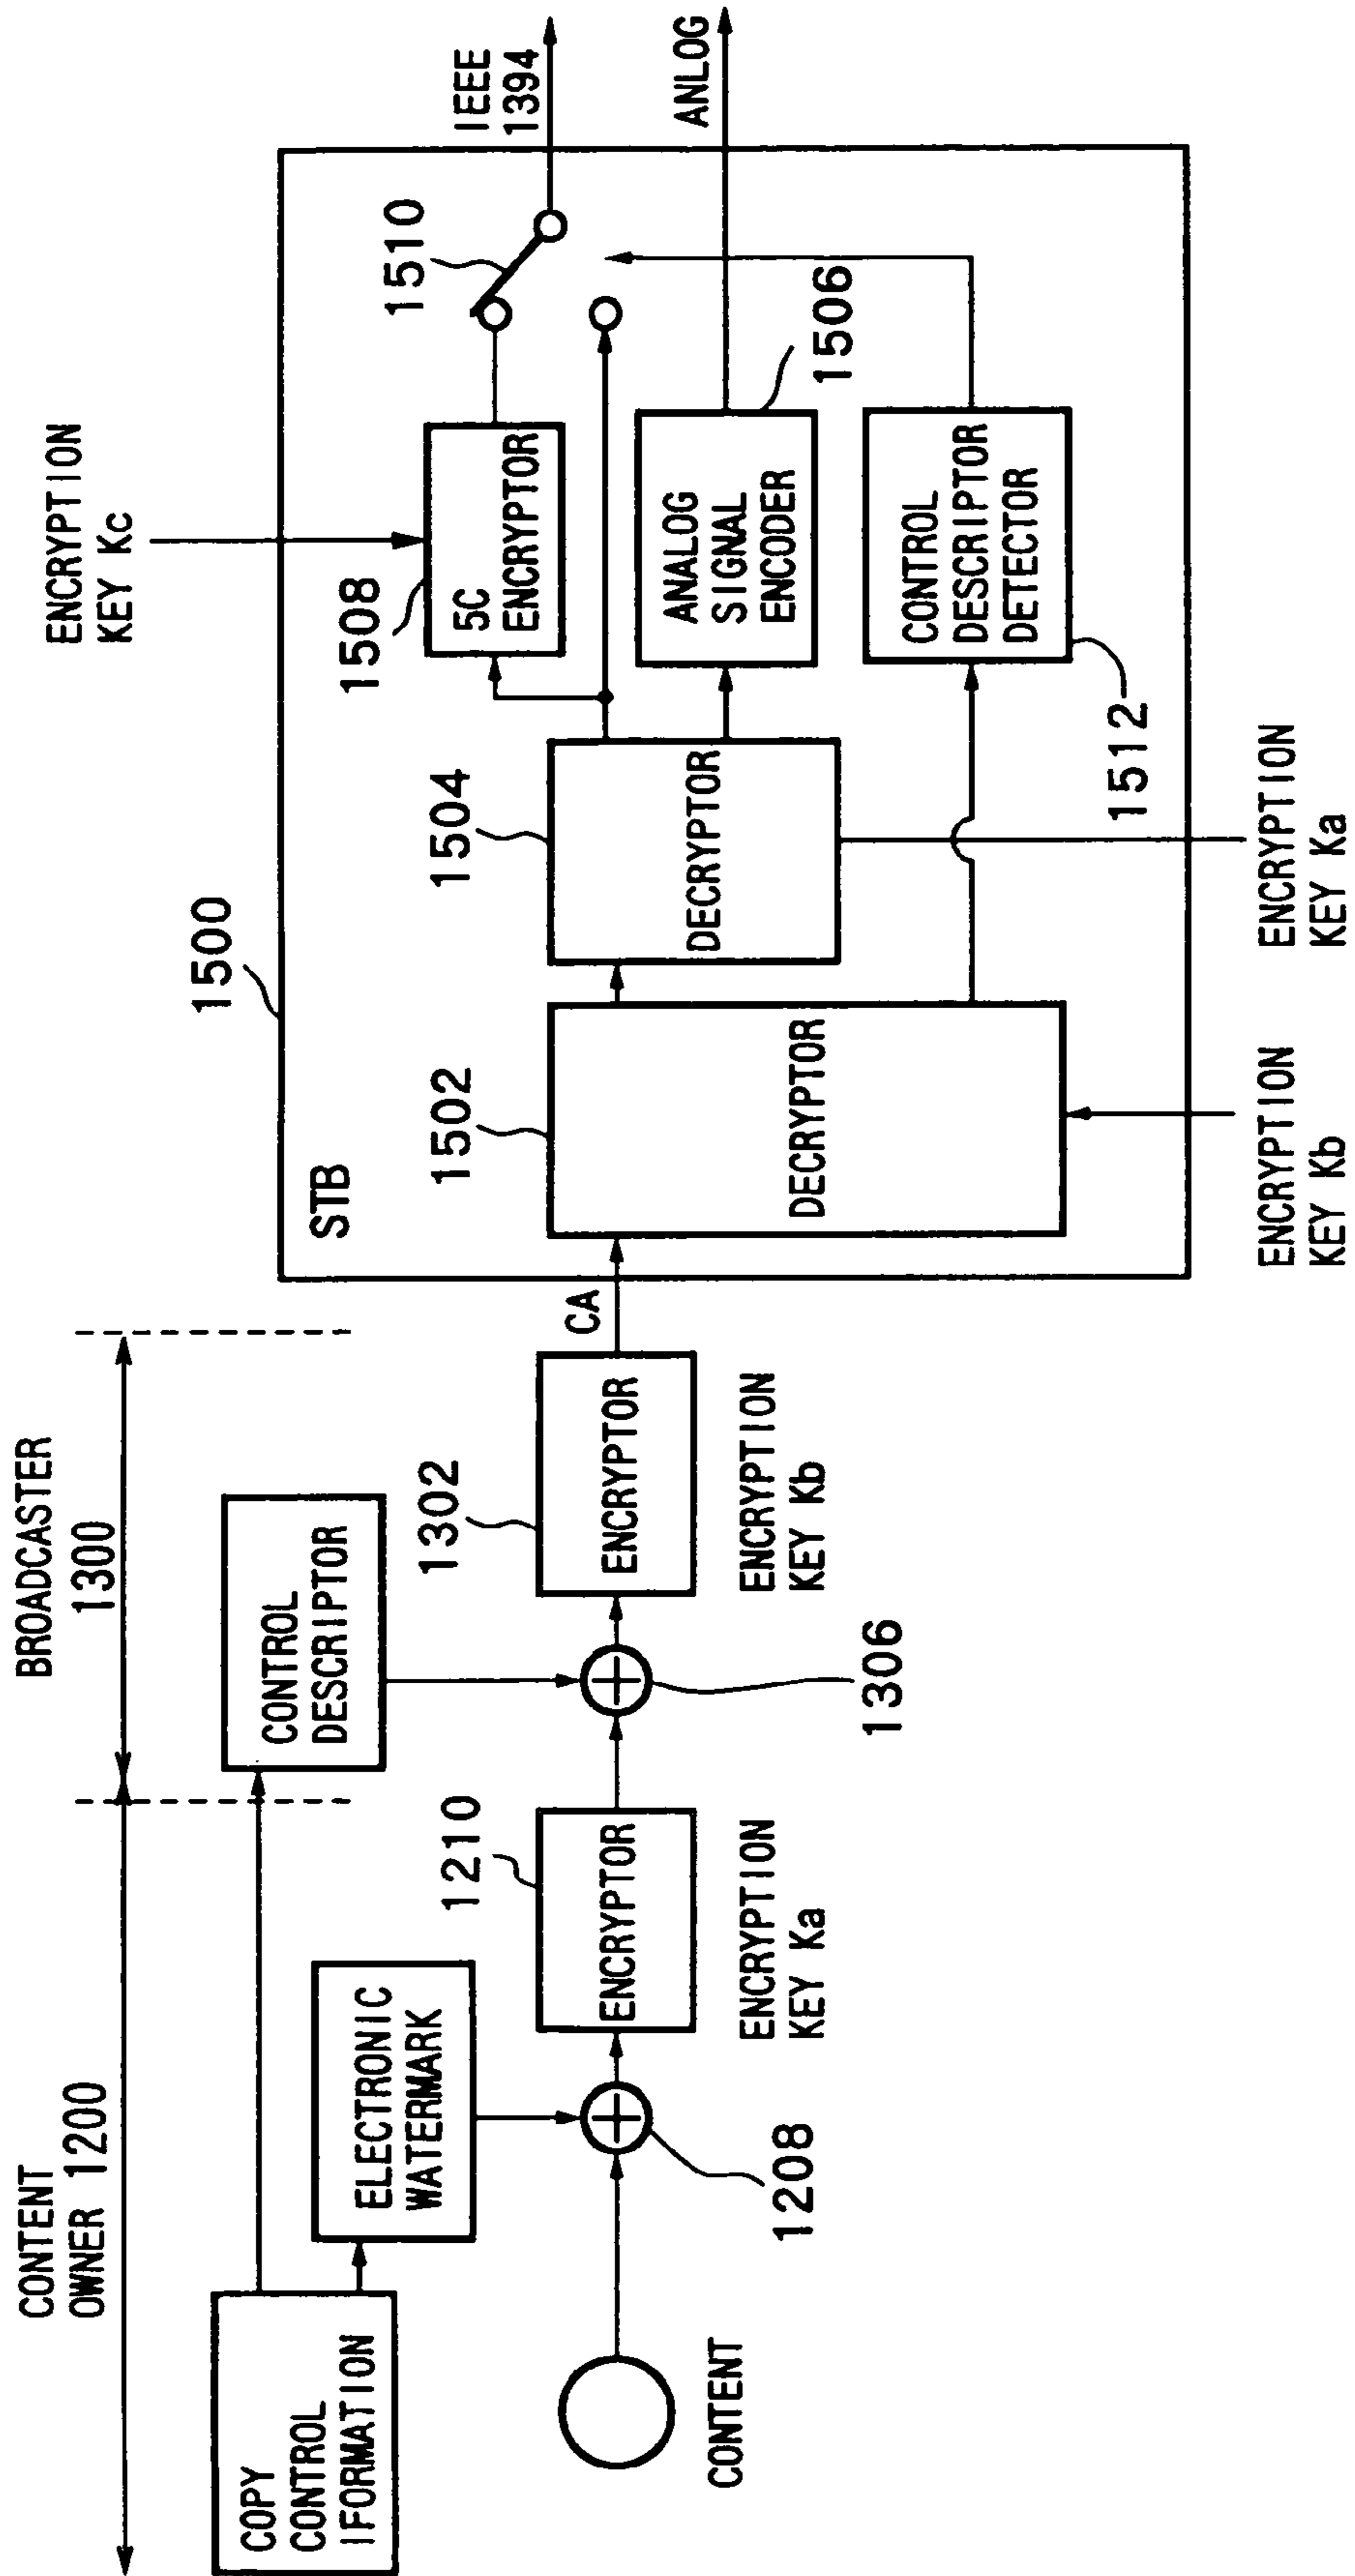 CONTENT
OWNER 1200
BROADCASTER
1300
COPY
CONTROL
IFORMATION
ELECTRONIC
WATERMARK
CONTROL
DESCRIPTOR
CONTENT
1208
1210
ENCRYPTOR
ENCRYPTION
KEY Ka
1306
1302
ENCRYPTOR
ENCRYPTION
KEY Kb
CA
1500
STB
1502
DECRYPTOR
ENCRYPTION
KEY Kb
1504
DECRYPTOR
ENCRYPTION
KEY Ka
ENCRYPTION
KEY Kc
1508
5C
ENCRYPTOR
ANALOG
SIGNAL
ENCODER
1506
CONTROL
DESCRIPTOR
DETECTOR
1512
1510
IEEE
1394
ANLOG